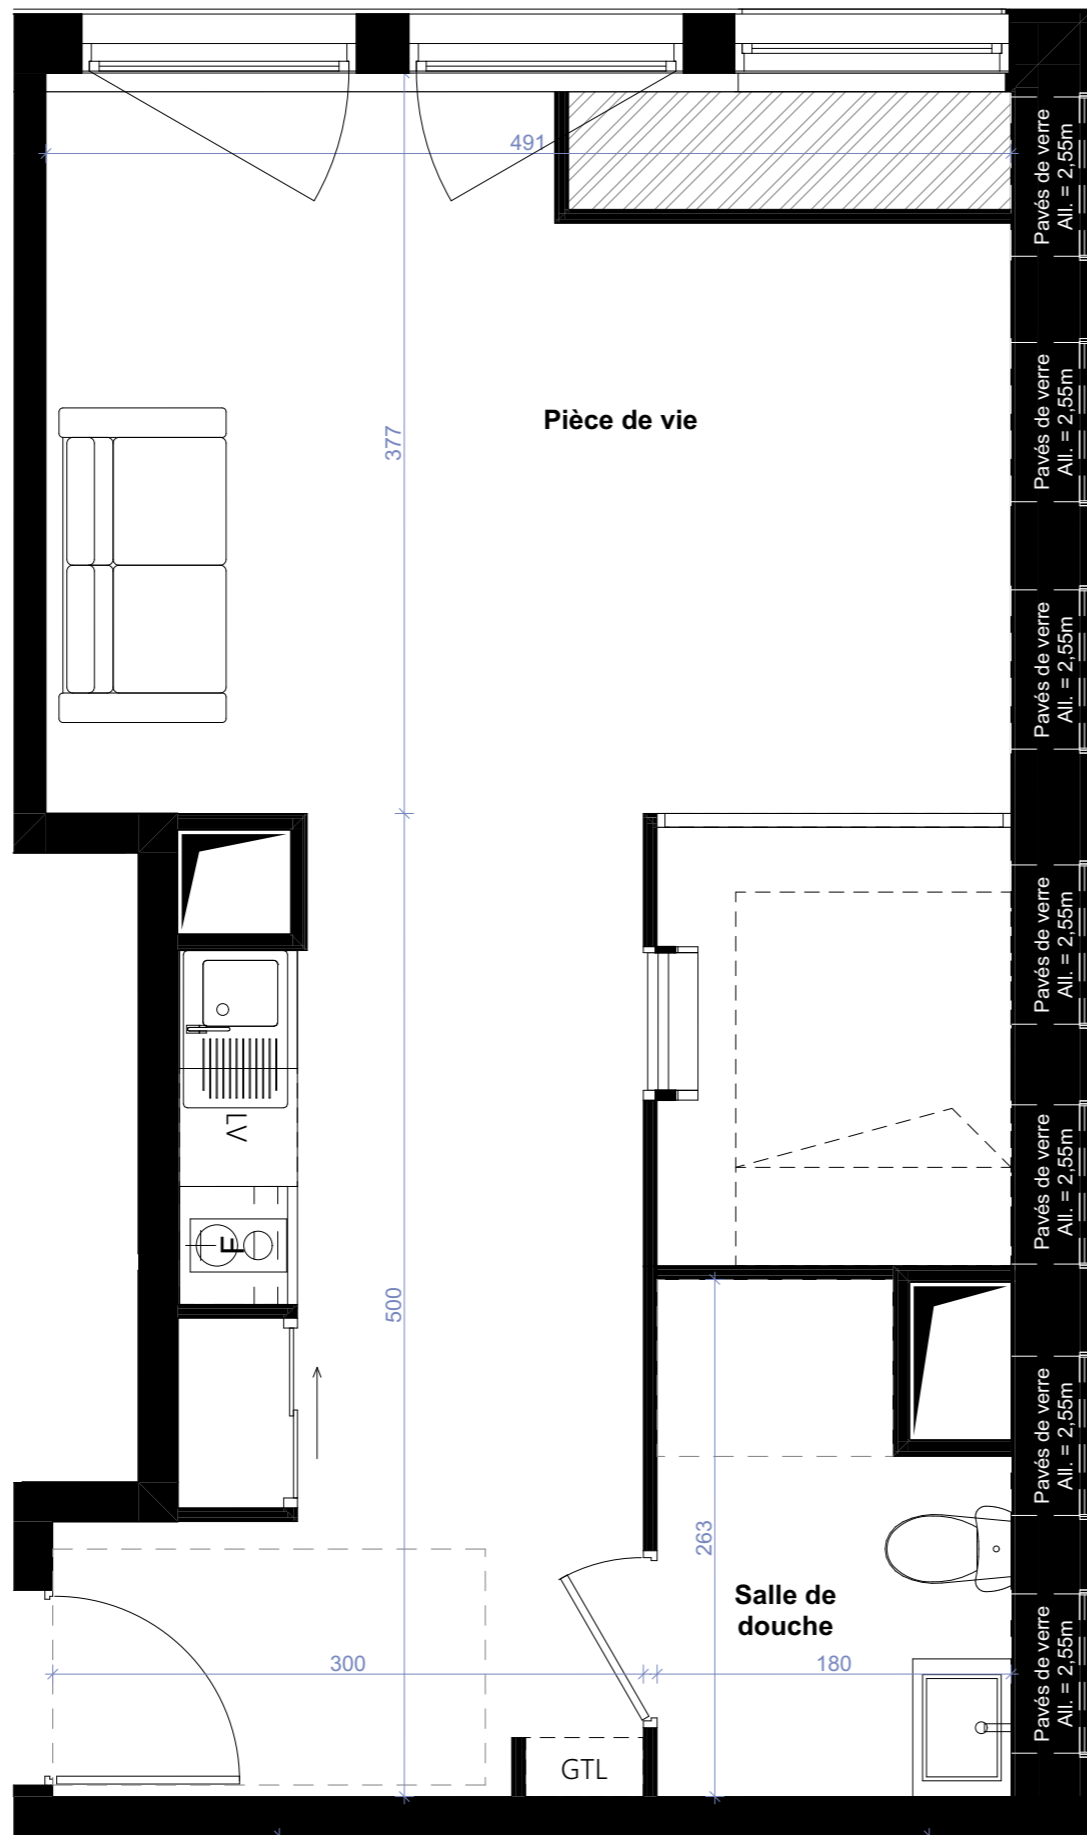 491
Pavés de verre
All. = 2,55m
Pièce de vie
377
Pavés de verre
All. = 2,55m
Pavés de verre
All. = 2,55m
Pavés de verre
All. = 2,55m
LV
Pavés de verre
All. = 2,55m
F
500
Pavés de verre
All. = 2,55m
263
Salle de
douche
300
180
Pavés de verre
All. = 2,55m
GTL